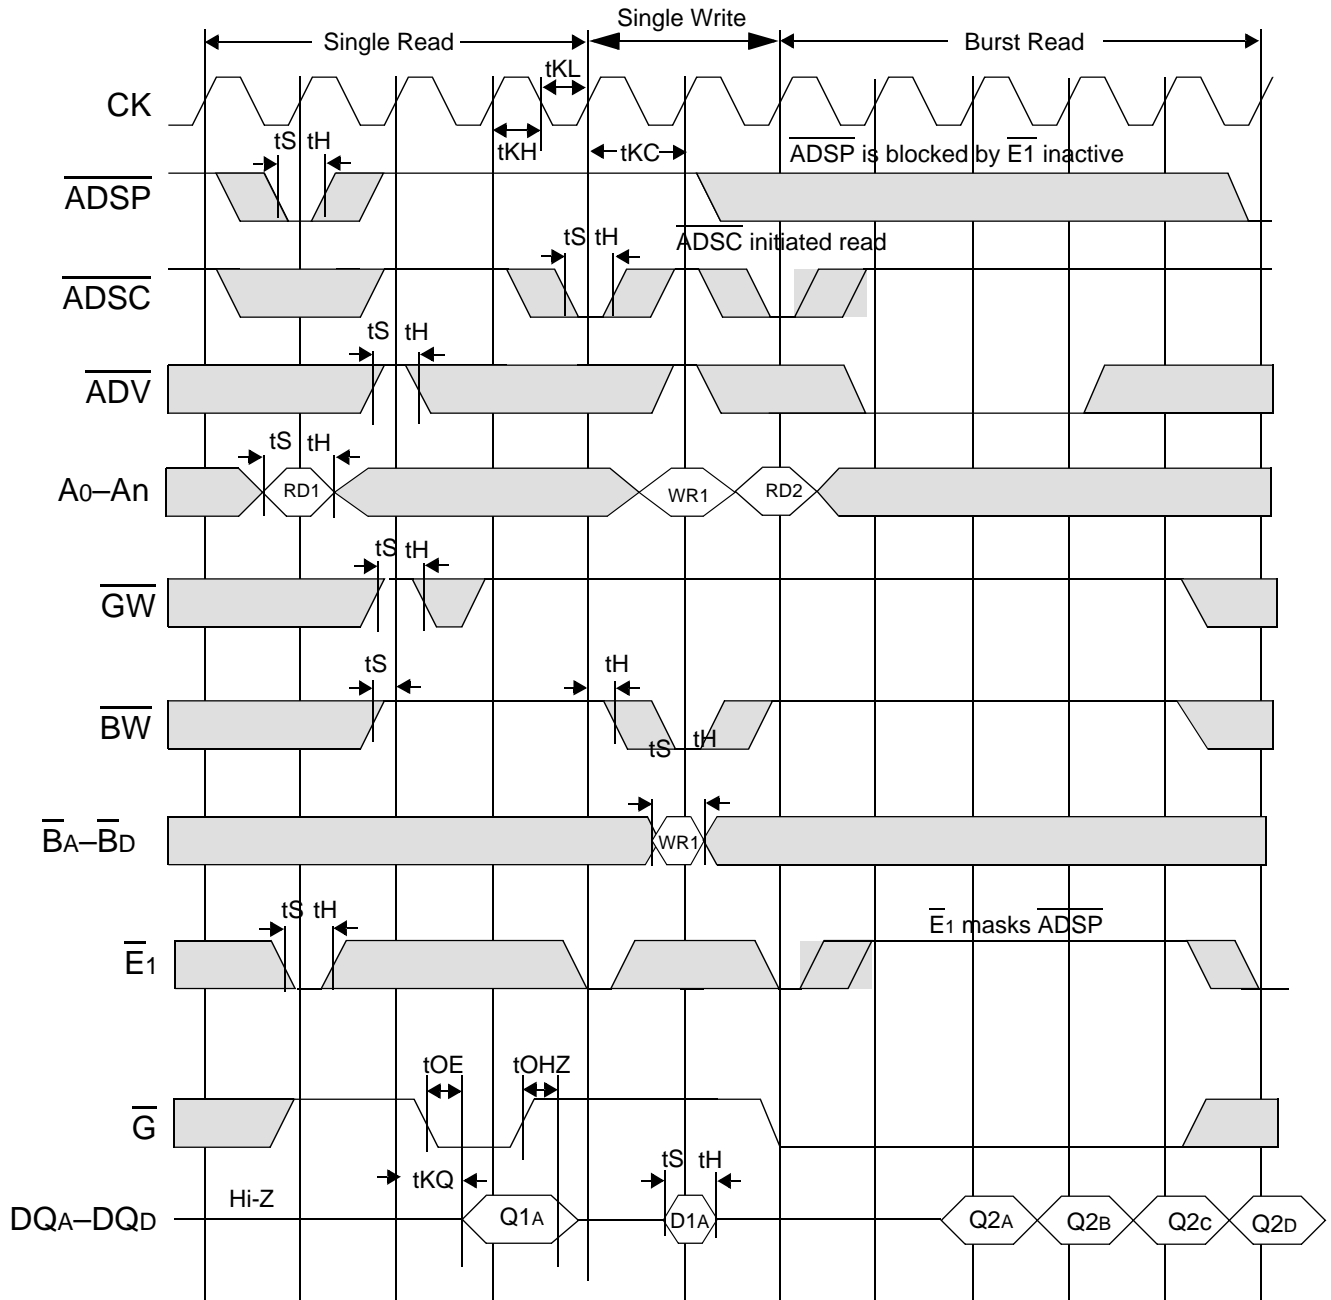 Single Write
Single Read
Burst Read
tKL
CK
tS tH
tKH
tKC
ADSP is blocked by E1 inactive
ADSP
tS tH
ADSC initiated read
ADSC
tS tH
ADV
tS tH
A0–An
RD1
WR1
RD2
tS tH
GW
tS
tH
BW
tS tH
BA–BD
WR1
tS tH
E1 masks ADSP
E1
tOE
tOHZ
G
tKQ
tS tH
Hi-Z
DQA–DQD
Q1A
D1A
Q2A
Q2B
Q2C
Q2D